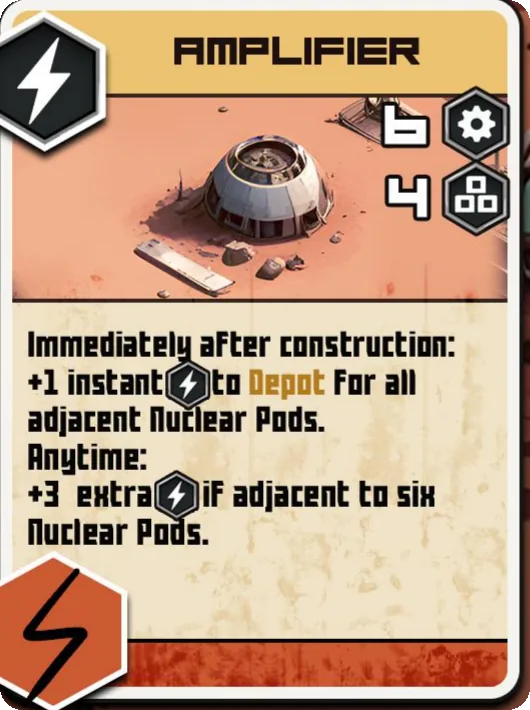 AMPLIFIER
6
4
Immediately after construction:
+1 instant to Depot for all
adjacent Nuclear Pods.
Anytime:
+3 extra if adjacent to six
Nuclear Pods.